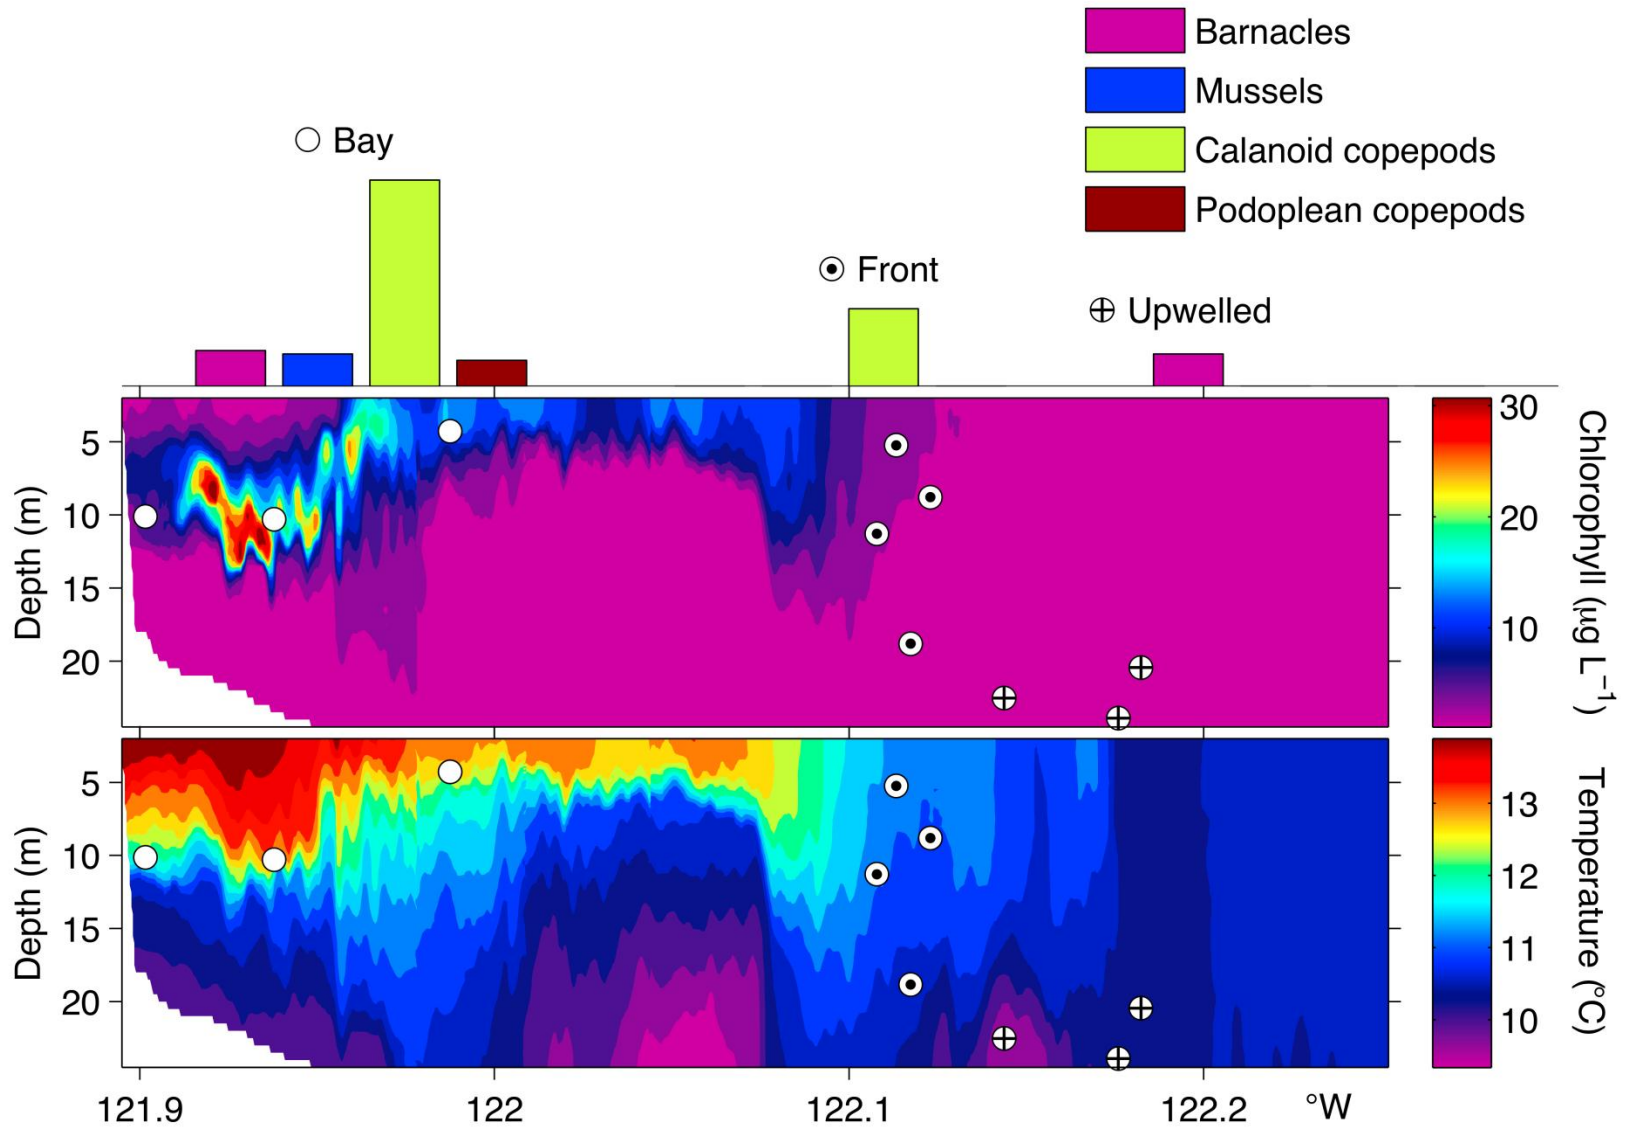 Barnacles
Mussels
Calanoid copepods
Podoplean copepods
Bay
Front
Upwelled
Depth (m)
5
10
15
20
30
20
10
Chlorophyll (μg L⁻¹)
Depth (m)
5
10
15
20
13
12
11
10
Temperature (°C)
121.9
122
122.1
122.2
°W